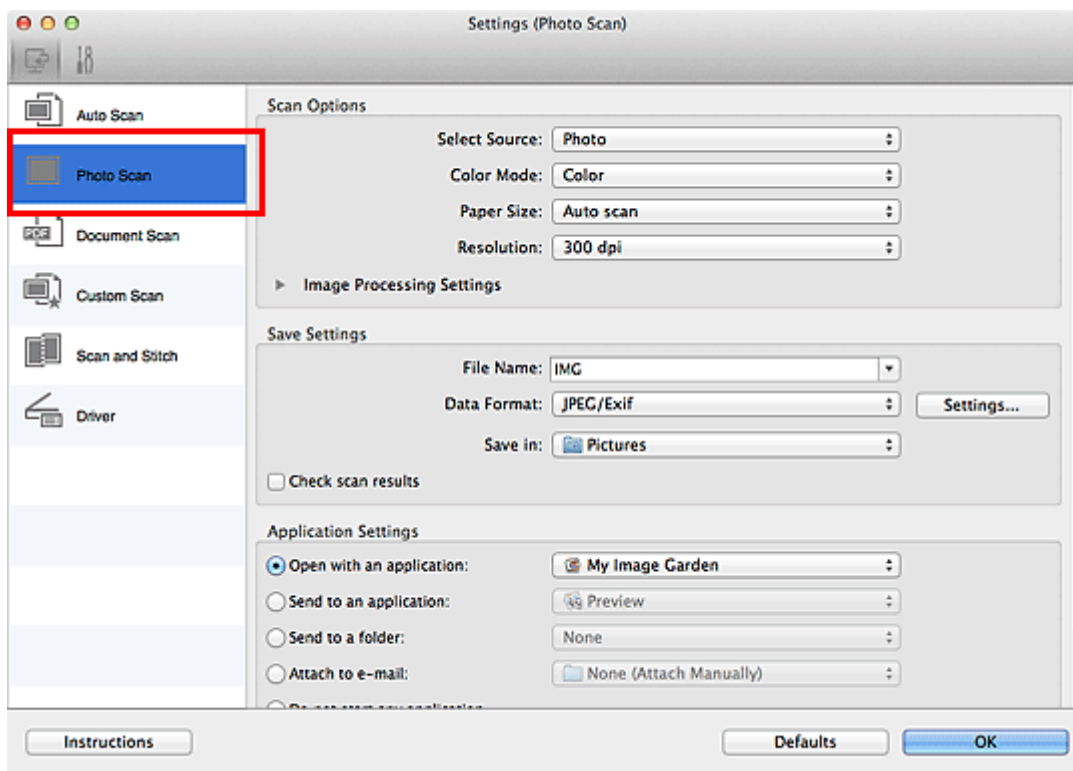 Settings (Photo Scan)
Auto Scan
Photo Scan
PDF
Document Scan
Custom Scan
Scan and Stitch
Driver
Scan Options
Select Source: Photo
Color Mode: Color
Paper Size: Auto scan
Resolution: 300 dpi
Image Processing Settings
Save Settings
File Name: IMG
Data Format: JPEG/Exif Settings...
Save in: Pictures
Check scan results
Application Settings
Open with an application: My Image Garden
Send to an application: Preview
Send to a folder: None
Attach to e-mail: None (Attach Manually)
Instructions Defaults OK